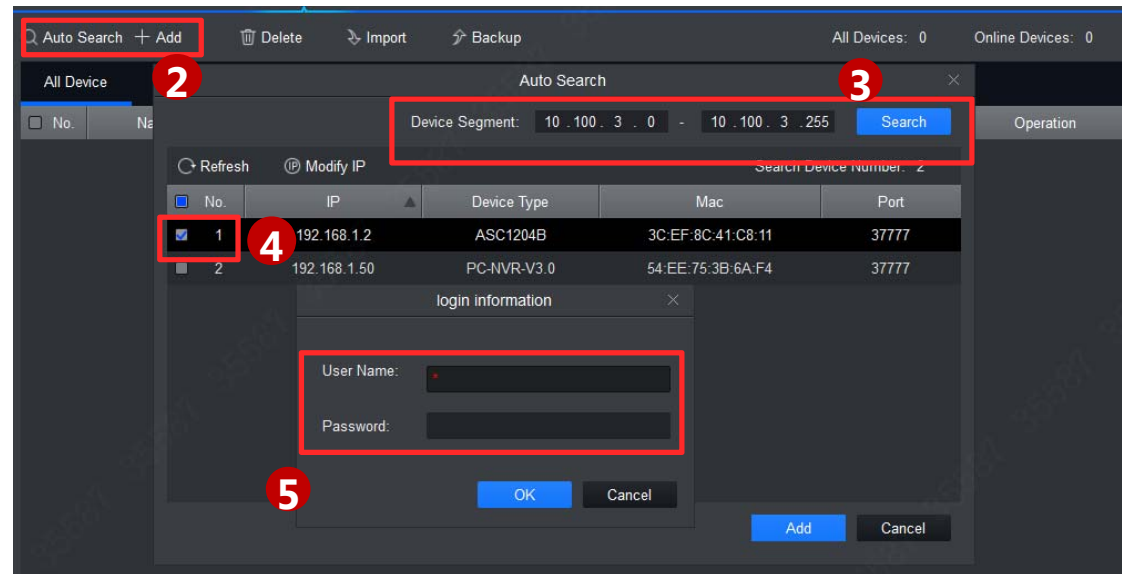 Auto Search + Add Delete Import Backup All Devices: 0 Online Devices: 0
All Device 2 Auto Search 3
No. Na Device Segment: 10 .100 . 3 . 0 - 10 .100 . 3 .255 Search Operation
Refresh IP Modify IP Search Device Number: 2
No. IP Device Type Mac Port
1 4 192.168.1.2 ASC1204B 3C:EF:8C:41:C8:11 37777
2 192.168.1.50 PC-NVR-V3.0 54:EE:75:3B:6A:F4 37777
login information
User Name: *
Password:
5 OK Cancel
Add Cancel